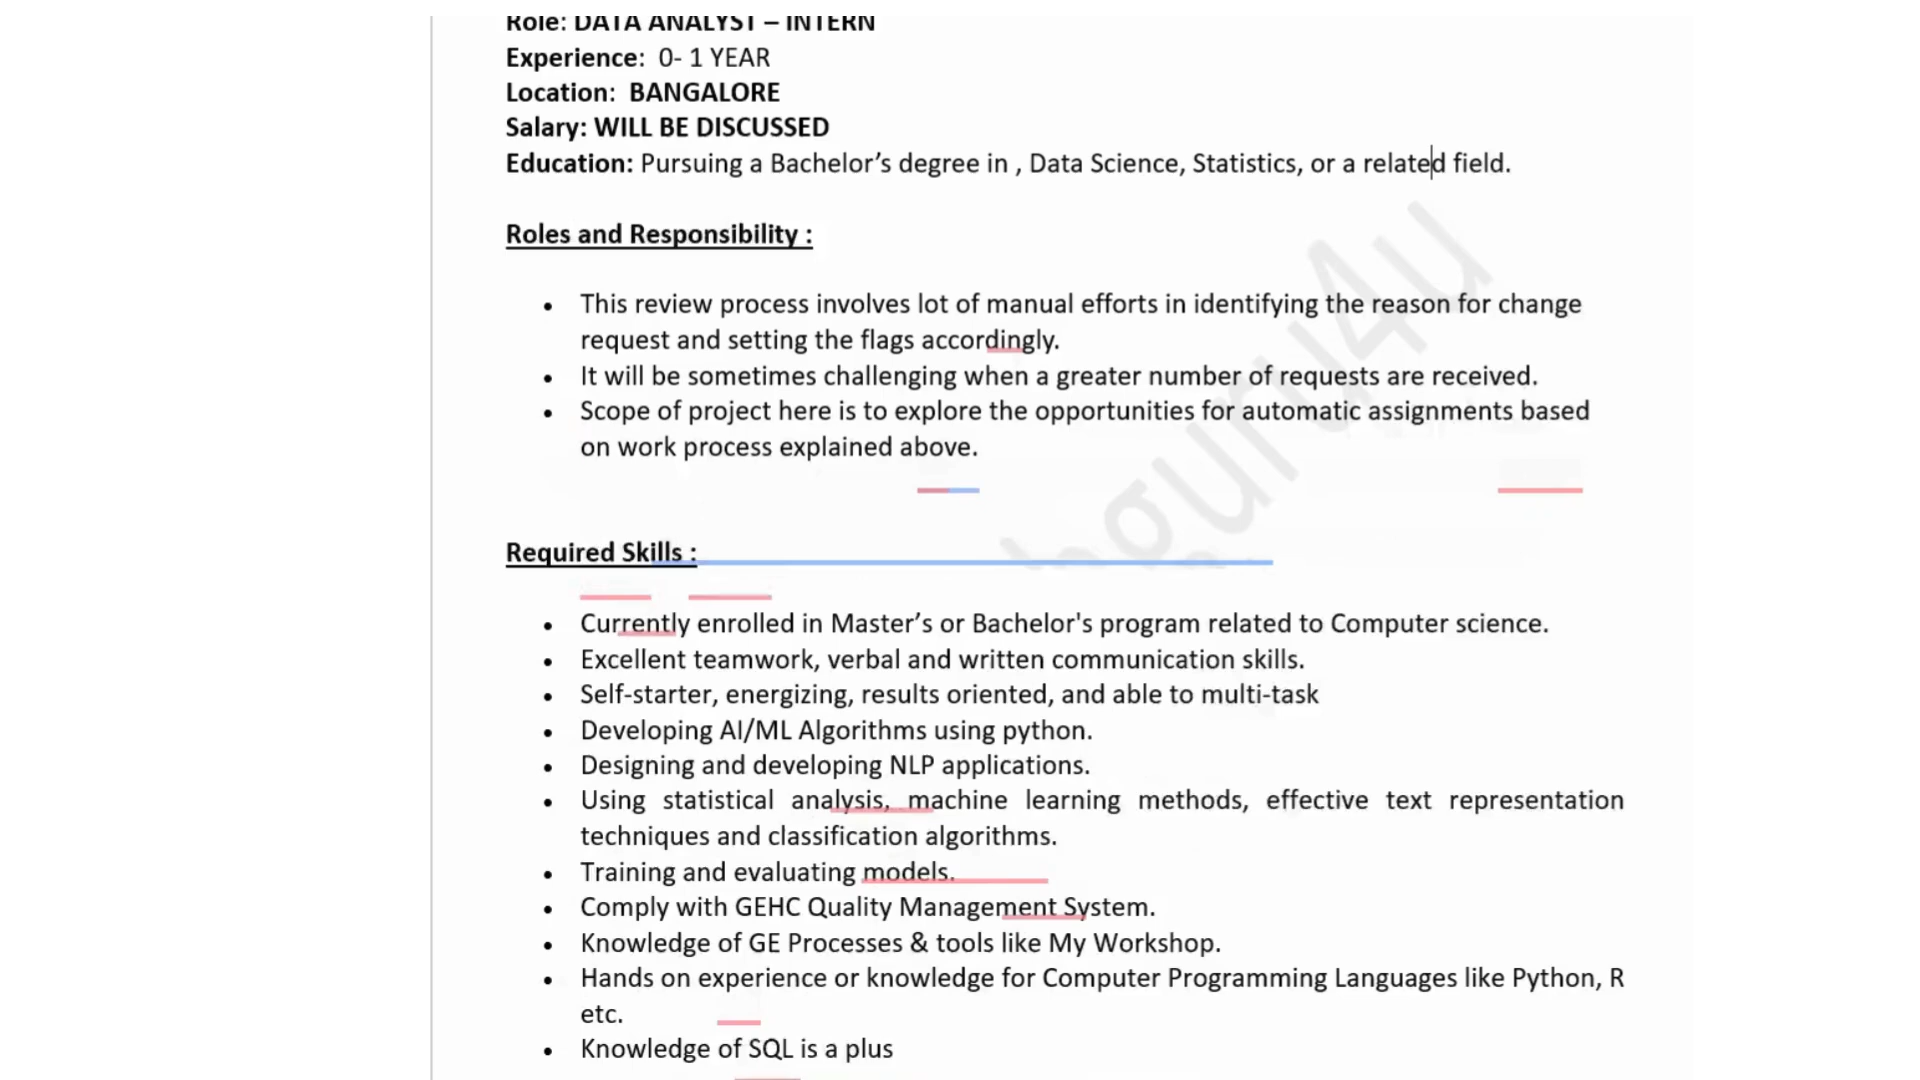 Role: DATA ANALYST – INTERN
Experience: 0- 1 YEAR
Location: BANGALORE
Salary: WILL BE DISCUSSED
Education: Pursuing a Bachelor’s degree in , Data Science, Statistics, or a related field.
Roles and Responsibility :
• This review process involves lot of manual efforts in identifying the reason for change
request and setting the flags accordingly.
• It will be sometimes challenging when a greater number of requests are received.
• Scope of project here is to explore the opportunities for automatic assignments based
on work process explained above.
Required Skills :
• Currently enrolled in Master’s or Bachelor's program related to Computer science.
• Excellent teamwork, verbal and written communication skills.
• Self-starter, energizing, results oriented, and able to multi-task
• Developing AI/ML Algorithms using python.
• Designing and developing NLP applications.
• Using statistical analysis, machine learning methods, effective text representation
techniques and classification algorithms.
• Training and evaluating models.
• Comply with GEHC Quality Management System.
• Knowledge of GE Processes & tools like My Workshop.
• Hands on experience or knowledge for Computer Programming Languages like Python, R
etc.
• Knowledge of SQL is a plus